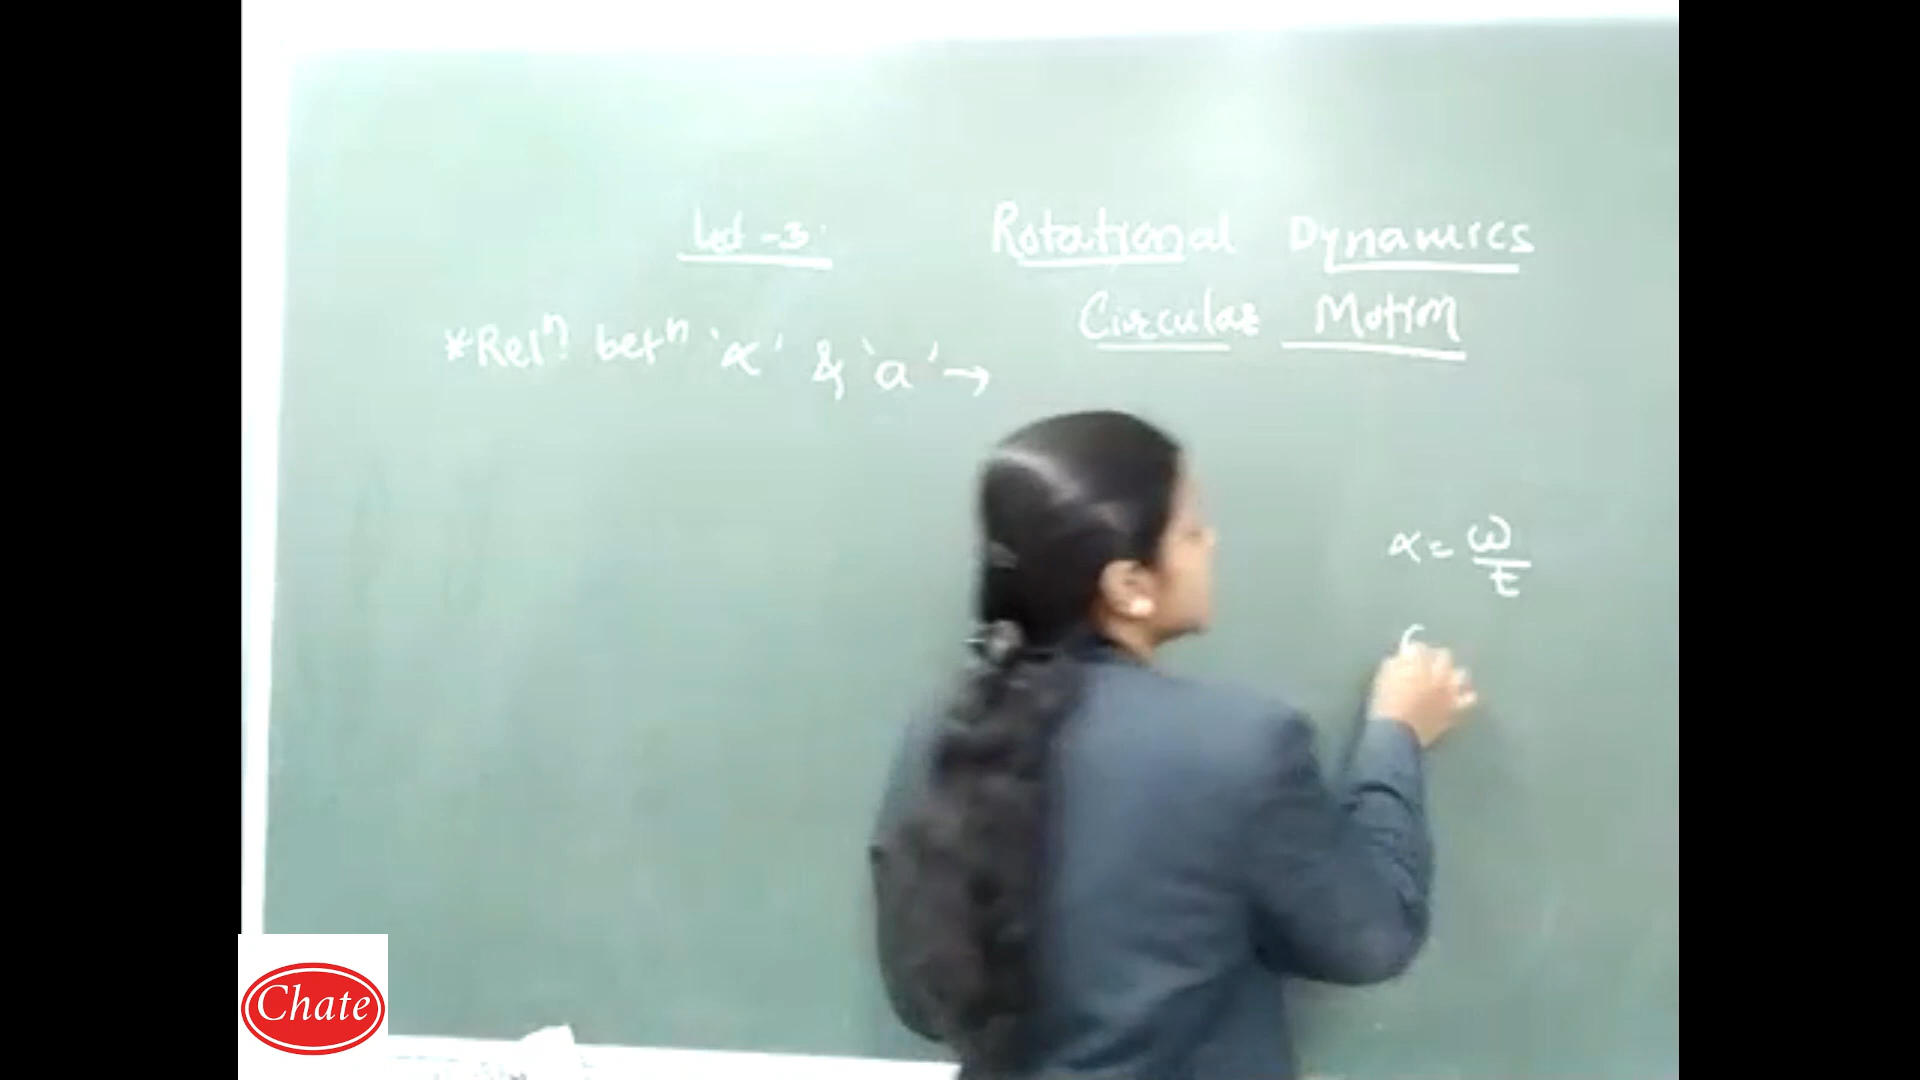 Lect-3
Rotational Dynamics
Circular Motion
*Relⁿ. betⁿ 'α' & 'a' →
α = ω/t
Chate